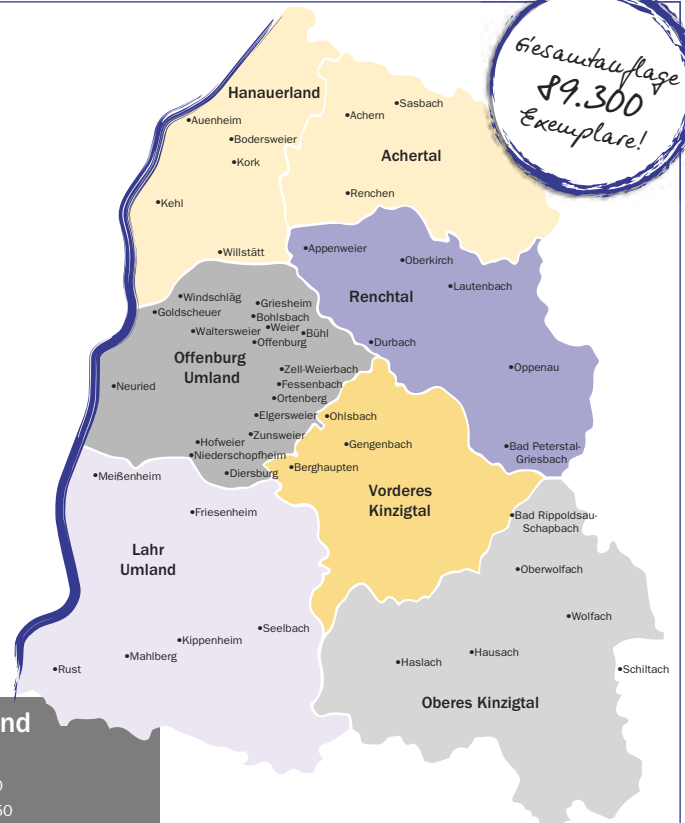 Gesamtauflage
89.300
Exemplare!
Hanauerland
•Sasbach
•Achern
•Auenheim
•Bodersweier
Achertal
•Kork
•Renchen
•Kehl
•Appenweier
•Willstätt
•Oberkirch
•Lautenbach
Renchtal
•Windschläg
•Griesheim
•Goldscheuer
•Bohlsbach
•Weier
•Waltersweier
•Bühl
•Offenburg
•Durbach
Offenburg
Umland
•Zell-Weierbach
•Oppenau
•Neuried
•Fessenbach
•Ortenberg
•Elgersweier
•Ohlsbach
•Zunsweier
•Hofweier
•Gengenbach
•Bad Peterstal-
Griesbach
•Niederschopfheim
•Berghaupten
•Diersburg
•Meißenheim
Vorderes
Kinzigtal
•Friesenheim
•Bad Rippoldsau-
Schapbach
Lahr
Umland
•Oberwolfach
•Wolfach
•Seelbach
•Kippenheim
•Mahlberg
•Hausach
•Haslach
•Rust
•Schiltach
Oberes Kinzigtal
nd
0
60